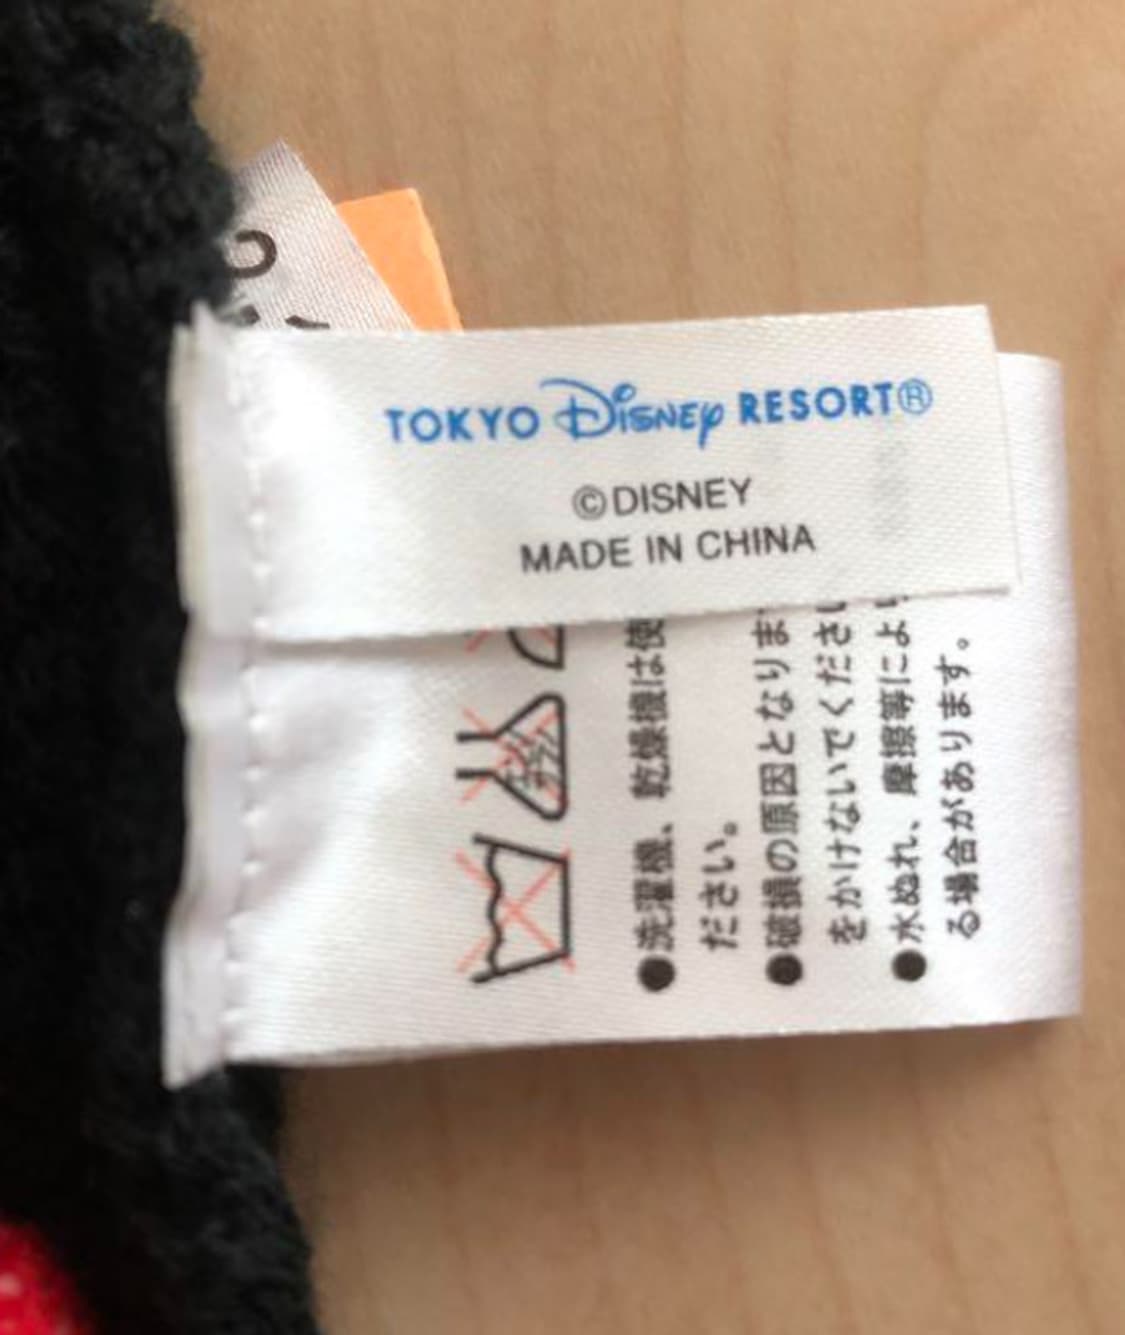 TOKYO Disney RESORT®
©DISNEY
MADE IN CHINA
●洗濯機、乾燥機は使
ださい。
●破損の原因となりま
をかけないでくださ
●水ぬれ、摩擦等によ
る場合があります。